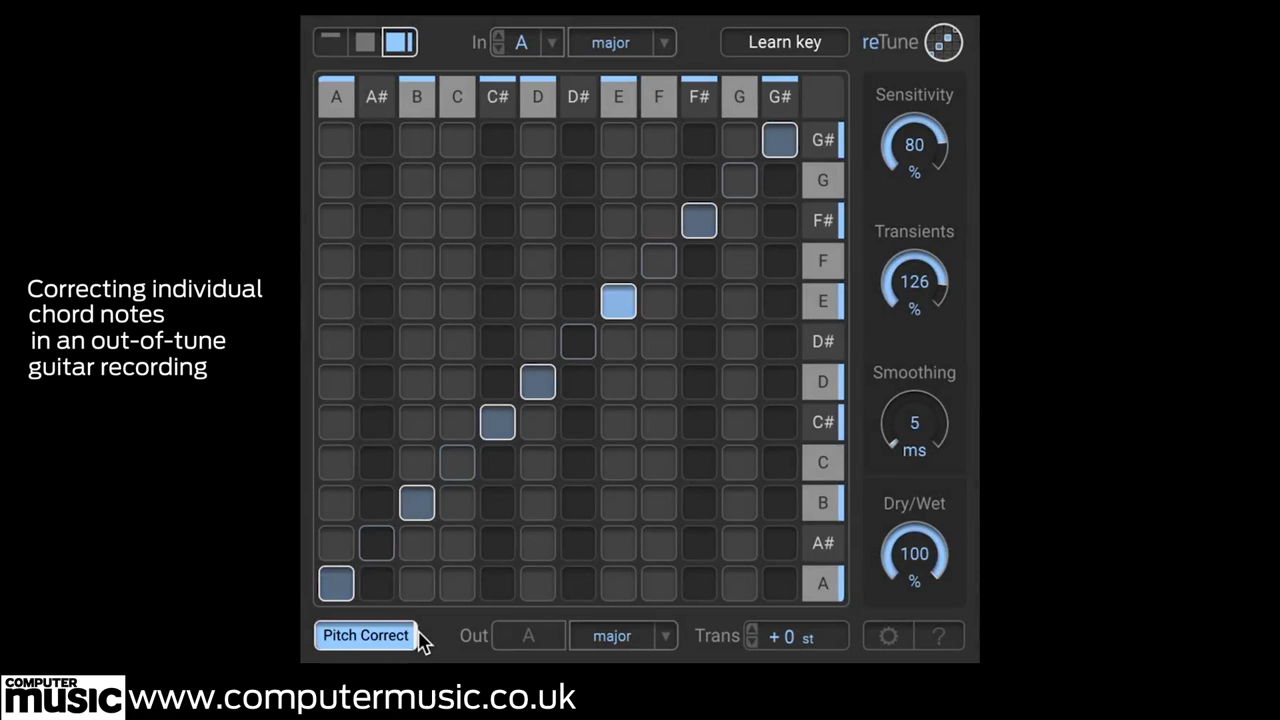 In A major Learn key reTune
A A# B C C# D D# E F F# G G#
Sensitivity
80
%
Transients
126
%
Smoothing
5
ms
Dry/Wet
100
%
G#
G
F#
F
E
D#
D
C#
C
B
A#
A
Correcting individual
chord notes
in an out-of-tune
guitar recording
Pitch Correct Out A major Trans + 0 st ?
COMPUTER
music www.computermusic.co.uk